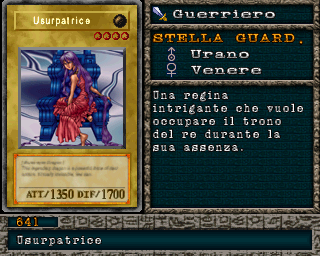 Usurpatrice
ATT/1350 DIF/1700
Guerriero
STELLA GUARD.
Urano
Venere
Una regina
intrigante che vuole
occupare il trono
del re durante la
sua assenza.
641
Usurpatrice